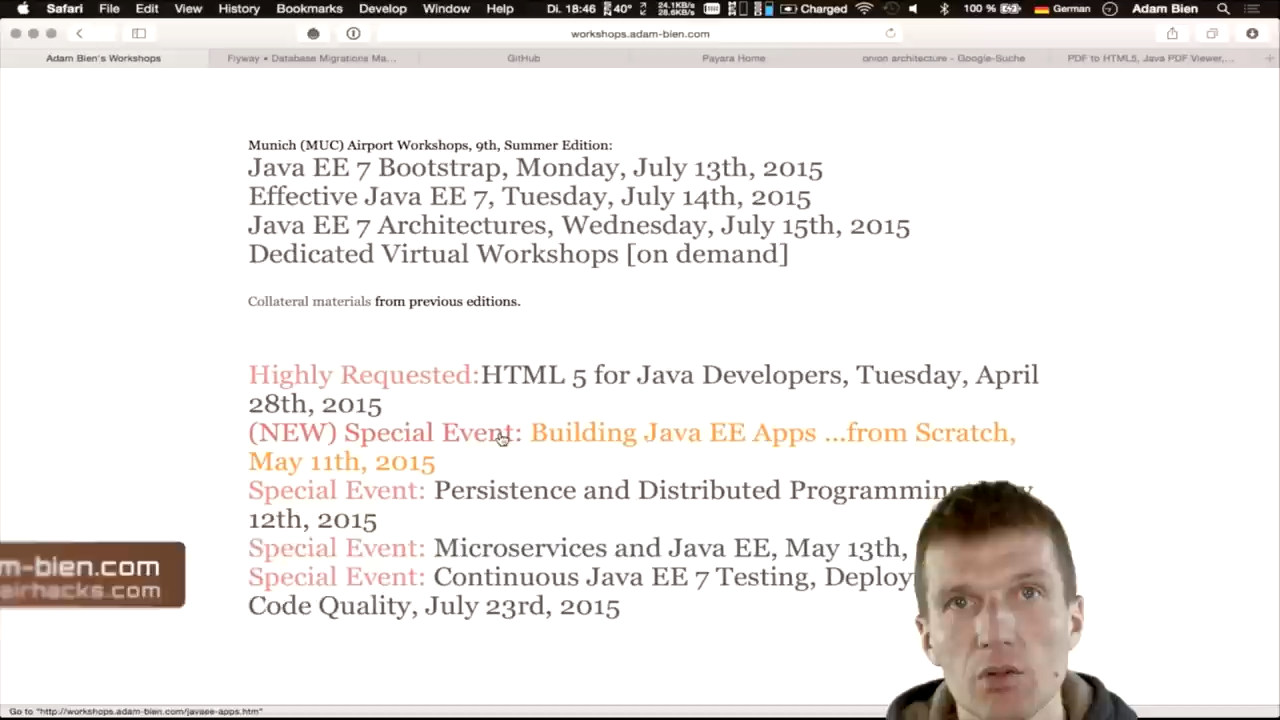 Safari File Edit View History Bookmarks Develop Window Help Di. 18:46 40° 24.1KB/s 28.6KB/s Charged 100 % German Adam Bien
workshops.adam-bien.com
Adam Bien's Workshops Flyway • Database Migrations Ma... GitHub Payara Home onion architecture - Google-Suche PDF to HTML5, Java PDF Viewer,...
Munich (MUC) Airport Workshops, 9th, Summer Edition:
Java EE 7 Bootstrap, Monday, July 13th, 2015
Effective Java EE 7, Tuesday, July 14th, 2015
Java EE 7 Architectures, Wednesday, July 15th, 2015
Dedicated Virtual Workshops [on demand]
Collateral materials from previous editions.
Highly Requested:HTML 5 for Java Developers, Tuesday, April
28th, 2015
(NEW) Special Event: Building Java EE Apps ...from Scratch,
May 11th, 2015
Special Event: Persistence and Distributed Programming
12th, 2015
Special Event: Microservices and Java EE, May 13th,
Special Event: Continuous Java EE 7 Testing, Deploy
Code Quality, July 23rd, 2015
m-bien.com
airhacks.com
Go to "http://workshops.adam-bien.com/javaee-apps.htm"